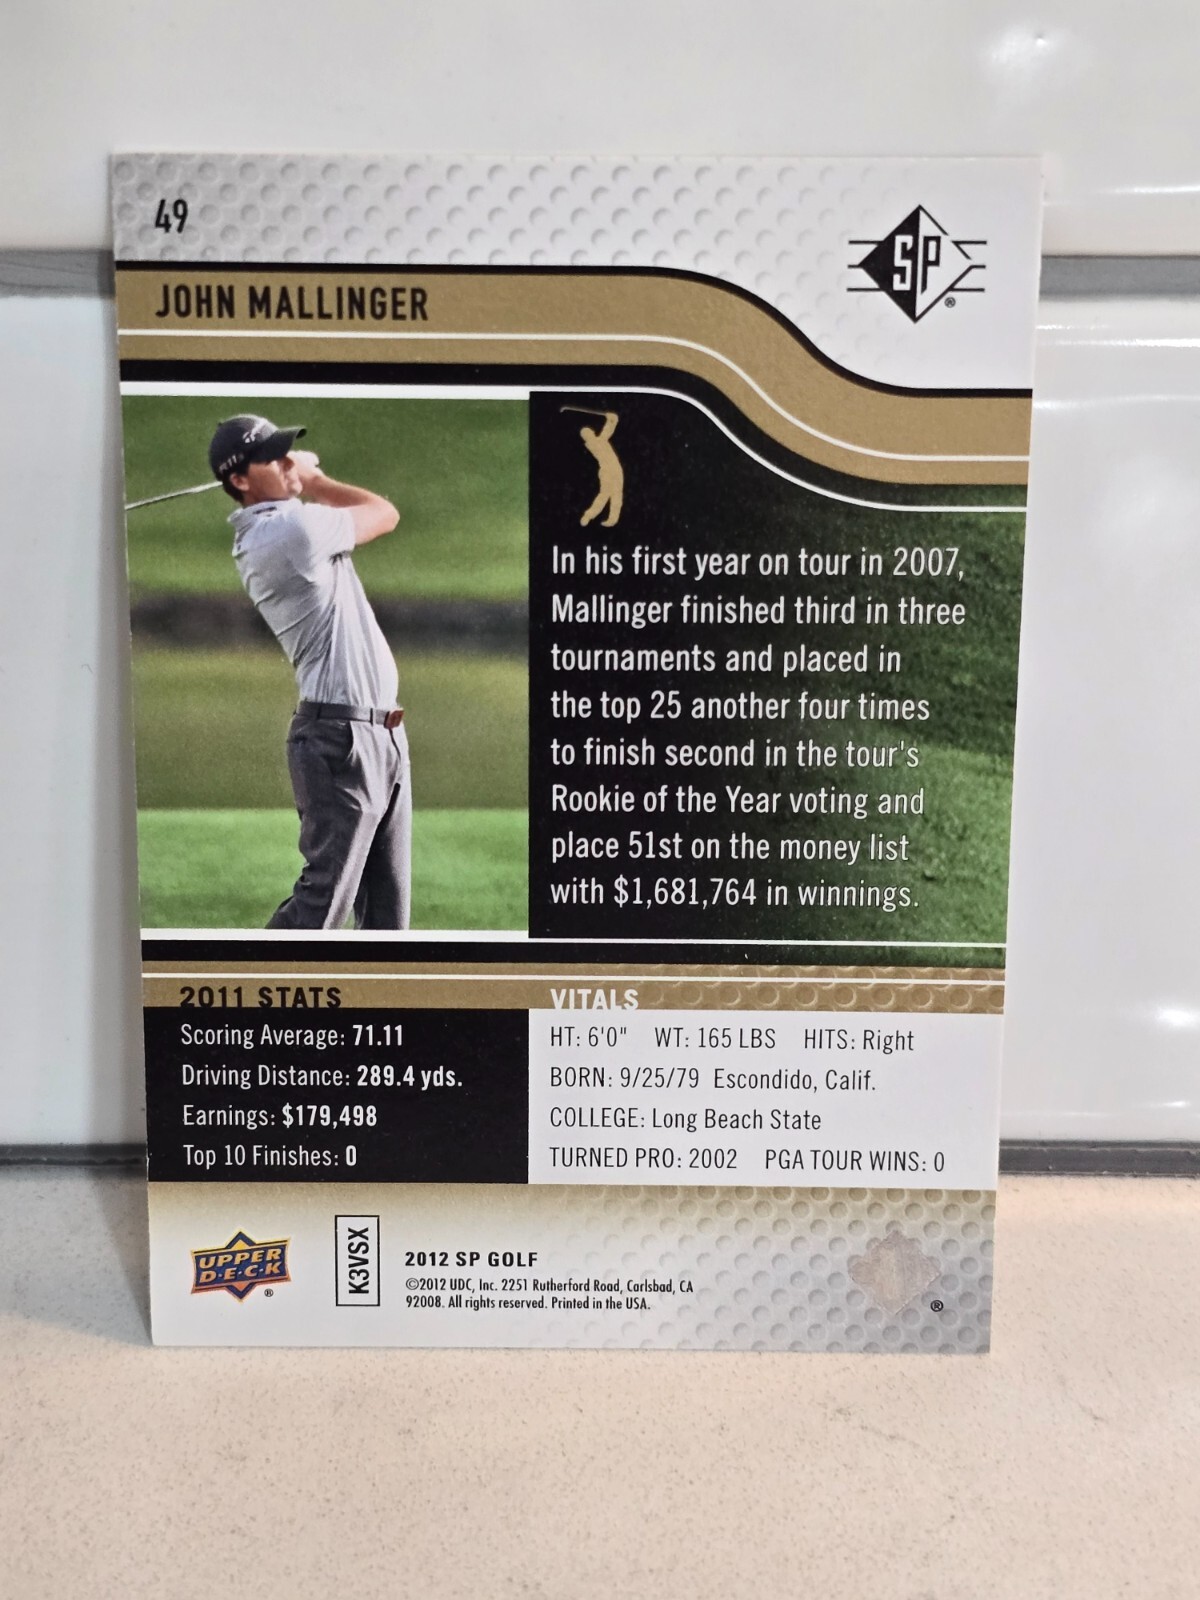 49
SP®
JOHN MALLINGER
In his first year on tour in 2007,
Mallinger finished third in three
tournaments and placed in
the top 25 another four times
to finish second in the tour's
Rookie of the Year voting and
place 51st on the money list
with $1,681,764 in winnings.
2011 STATS
Scoring Average: 71.11
Driving Distance: 289.4 yds.
Earnings: $179,498
Top 10 Finishes: 0
VITALS
HT: 6'0" WT: 165 LBS HITS: Right
BORN: 9/25/79 Escondido, Calif.
COLLEGE: Long Beach State
TURNED PRO: 2002 PGA TOUR WINS: 0
UPPER
D·E·C·K®
K3VSX
2012 SP GOLF
©2012 UDC, Inc. 2251 Rutherford Road, Carlsbad, CA
92008. All rights reserved. Printed in the USA.
®